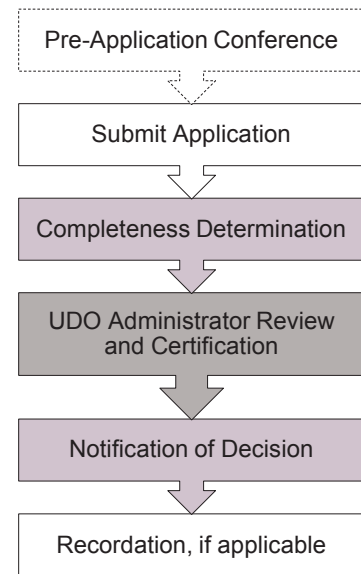 Pre-Application Conference
Submit Application
Completeness Determination
UDO Administrator Review
and Certification
Notification of Decision
Recordation, if applicable